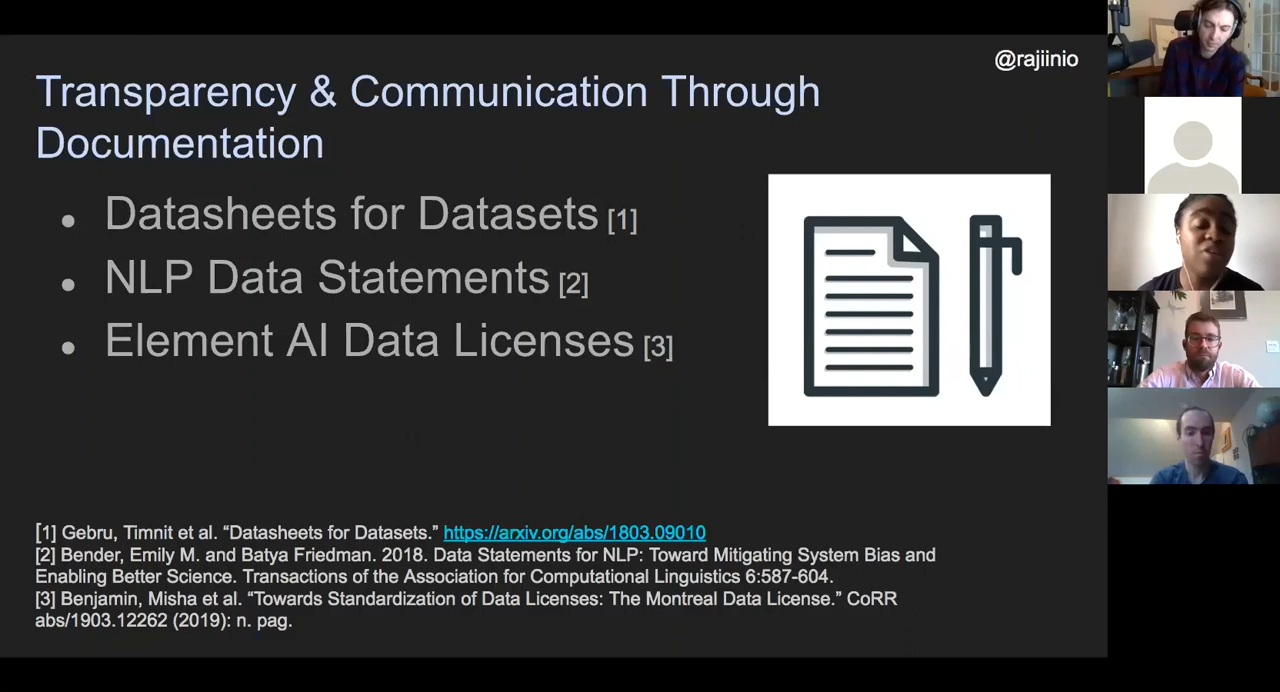 @rajiinio
Transparency & Communication Through
Documentation
● Datasheets for Datasets [1]
● NLP Data Statements [2]
● Element AI Data Licenses [3]
[1] Gebru, Timnit et al. “Datasheets for Datasets.” https://arxiv.org/abs/1803.09010
[2] Bender, Emily M. and Batya Friedman. 2018. Data Statements for NLP: Toward Mitigating System Bias and
Enabling Better Science. Transactions of the Association for Computational Linguistics 6:587-604.
[3] Benjamin, Misha et al. “Towards Standardization of Data Licenses: The Montreal Data License.” CoRR
abs/1903.12262 (2019): n. pag.